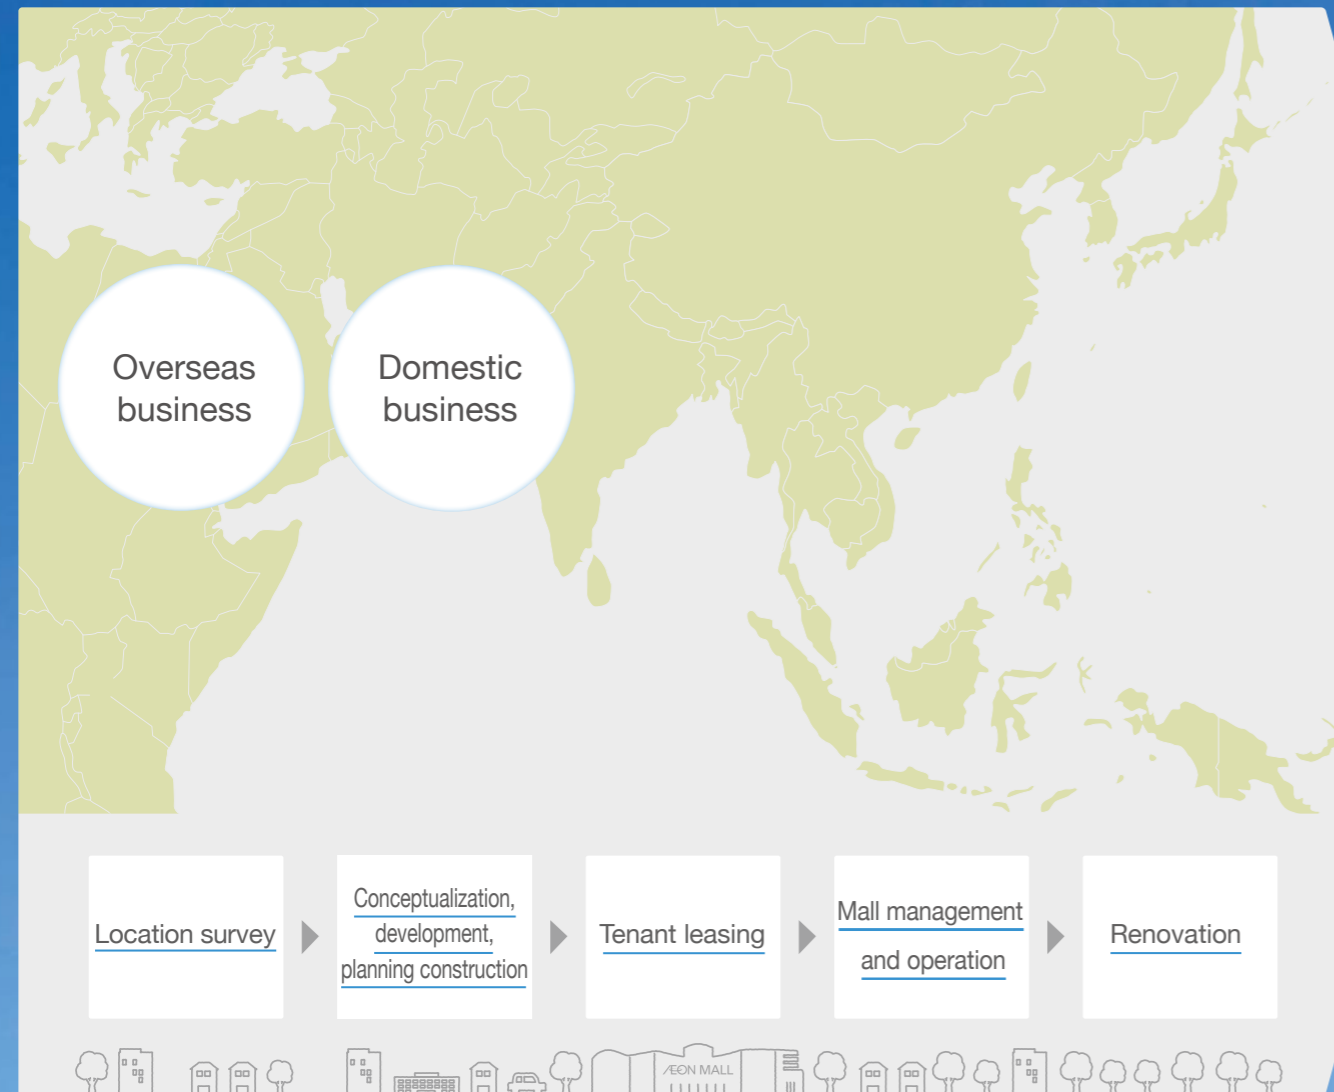 Overseas
business
Domestic
business
Location survey
Conceptualization,
development,
planning construction
Tenant leasing
Mall management
and operation
Renovation
ÆON MALL